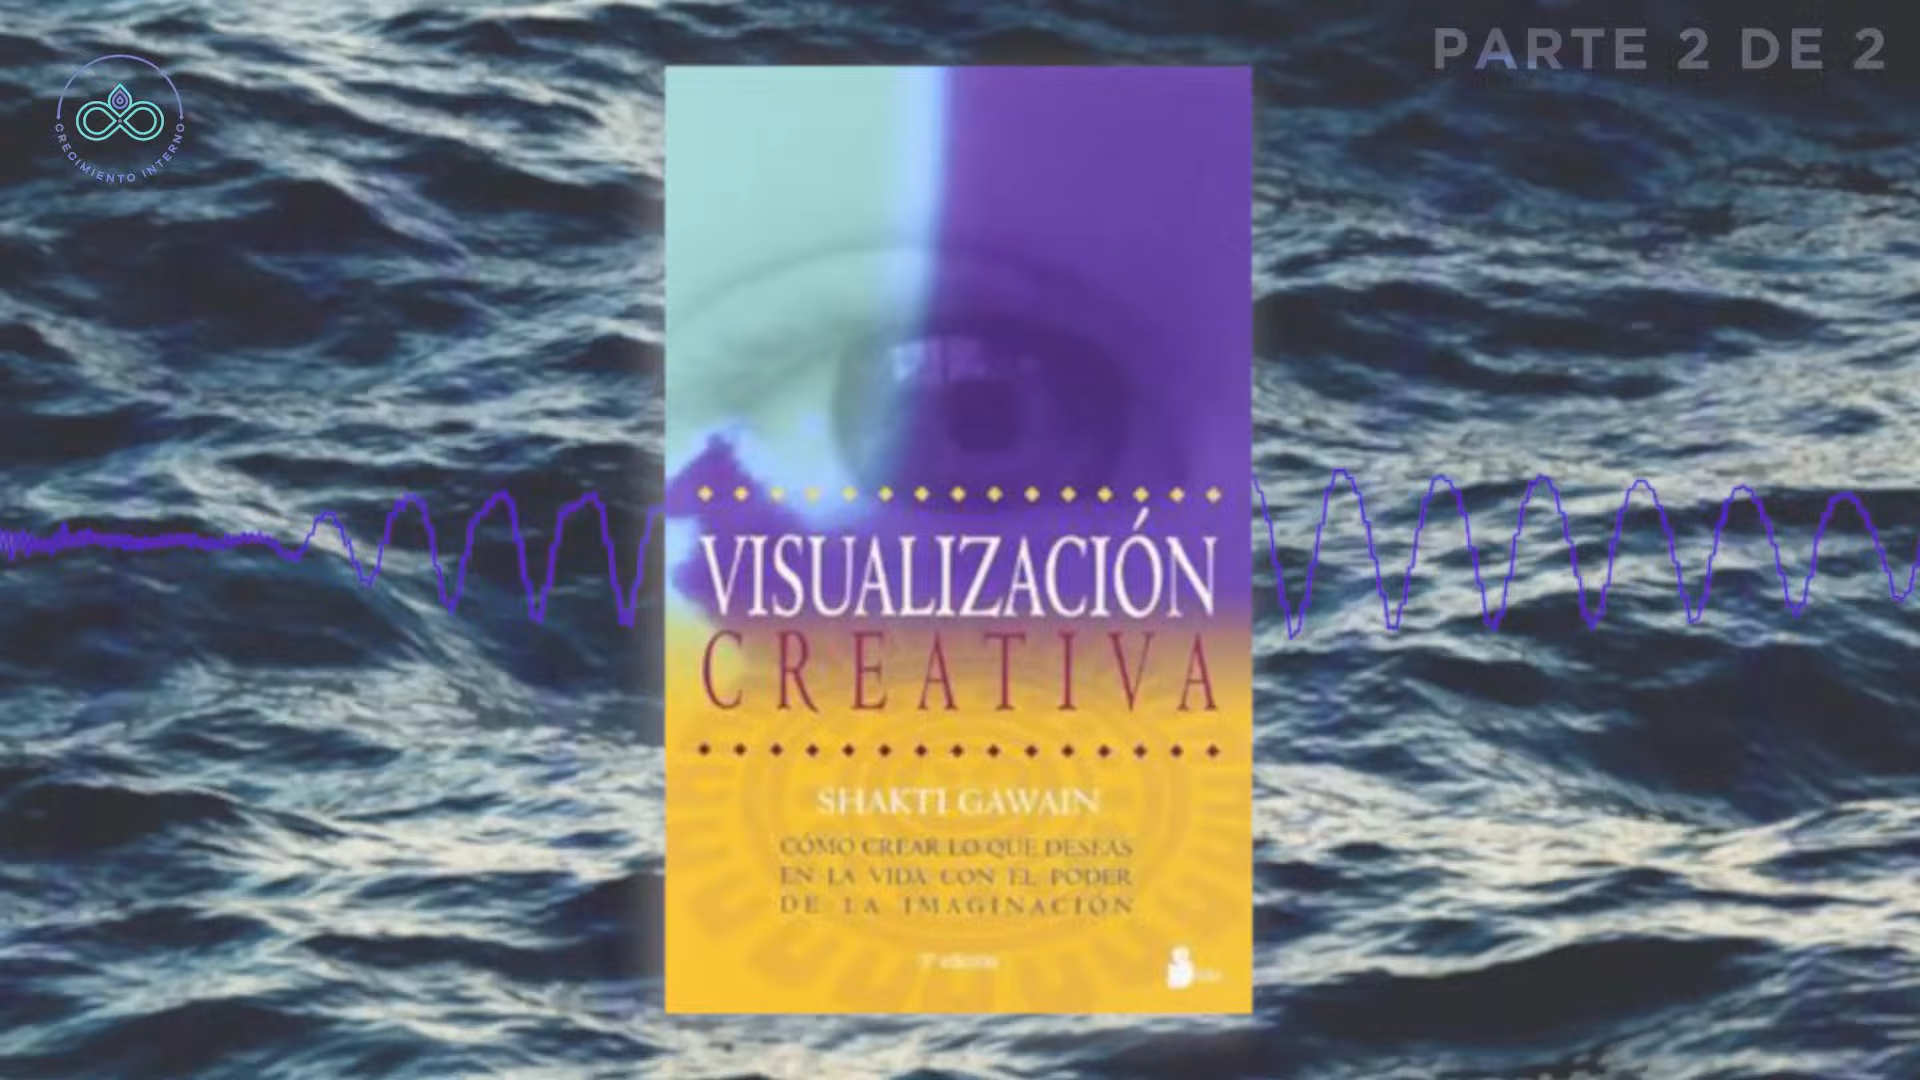 CRECIMIENTO INTERNO
PARTE 2 DE 2
VISUALIZACIÓN
CREATIVA
SHAKTI GAWAIN
CÓMO CREAR LO QUE DESEAS
EN LA VIDA CON EL PODER
DE LA IMAGINACIÓN
edición